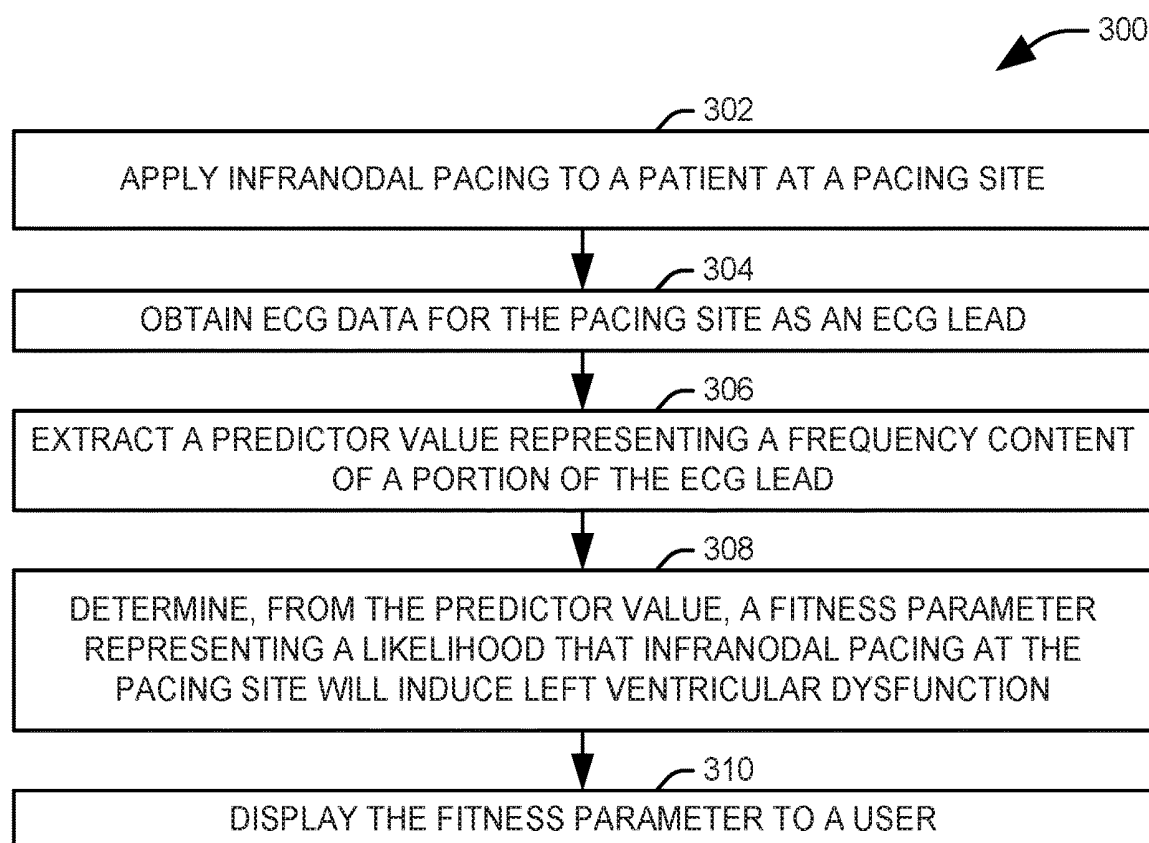 300
302
APPLY INFRANODAL PACING TO A PATIENT AT A PACING SITE
304
OBTAIN ECG DATA FOR THE PACING SITE AS AN ECG LEAD
306
EXTRACT A PREDICTOR VALUE REPRESENTING A FREQUENCY CONTENT
OF A PORTION OF THE ECG LEAD
308
DETERMINE, FROM THE PREDICTOR VALUE, A FITNESS PARAMETER
REPRESENTING A LIKELIHOOD THAT INFRANODAL PACING AT THE
PACING SITE WILL INDUCE LEFT VENTRICULAR DYSFUNCTION
310
DISPLAY THE FITNESS PARAMETER TO A USER